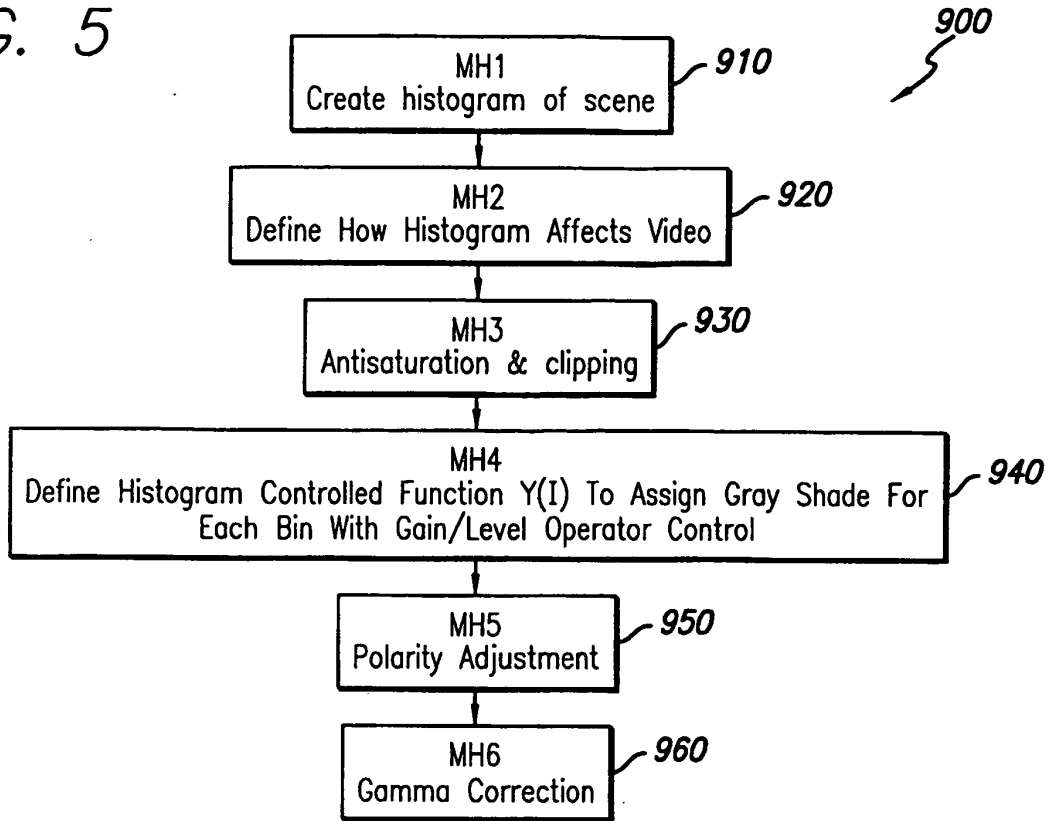 G. 5
900
MH1
Create histogram of scene
910
MH2
Define How Histogram Affects Video
920
MH3
Antisaturation & clipping
930
MH4
Define Histogram Controlled Function Y(I) To Assign Gray Shade For
Each Bin With Gain/Level Operator Control
940
MH5
Polarity Adjustment
950
MH6
Gamma Correction
960